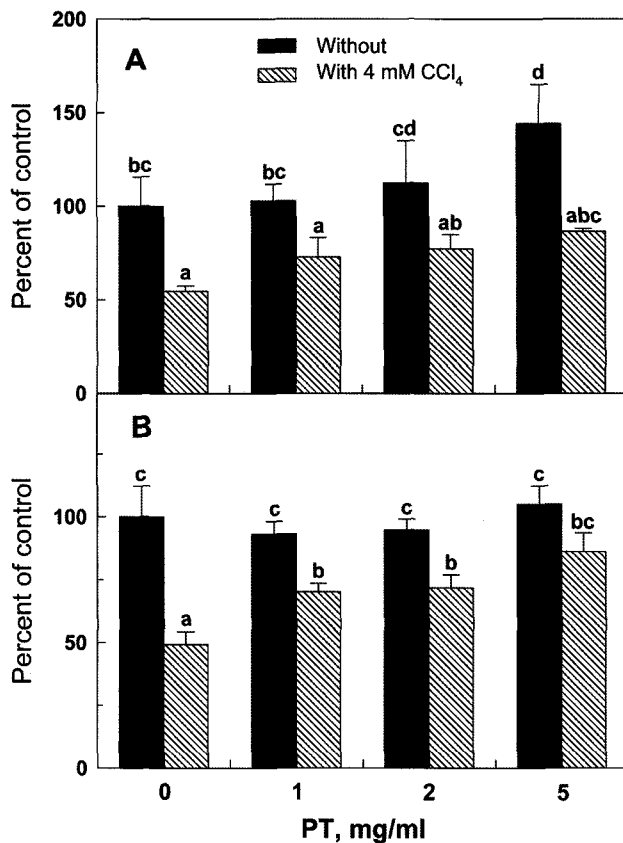 200
A
Without
With 4 mM CCl4
d
cd
150
bc
bc
a
ab
abc
100
a
50
0
Percent of control
B
c
c
c
c
bc
100
b
b
a
50
0
Percent of control
0 1 2 5
PT, mg/ml